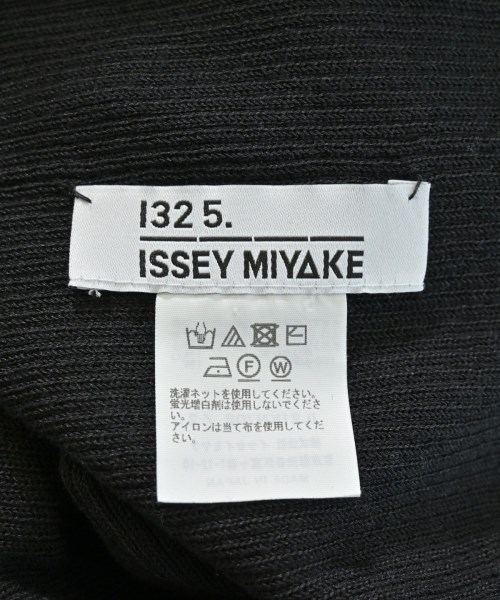 132 5.
ISSEY MIYAKE
F W
洗濯ネットを使用してください。
蛍光増白剤は使用しないでくださ
い。
アイロンは当て布を使用してくだ
さい。